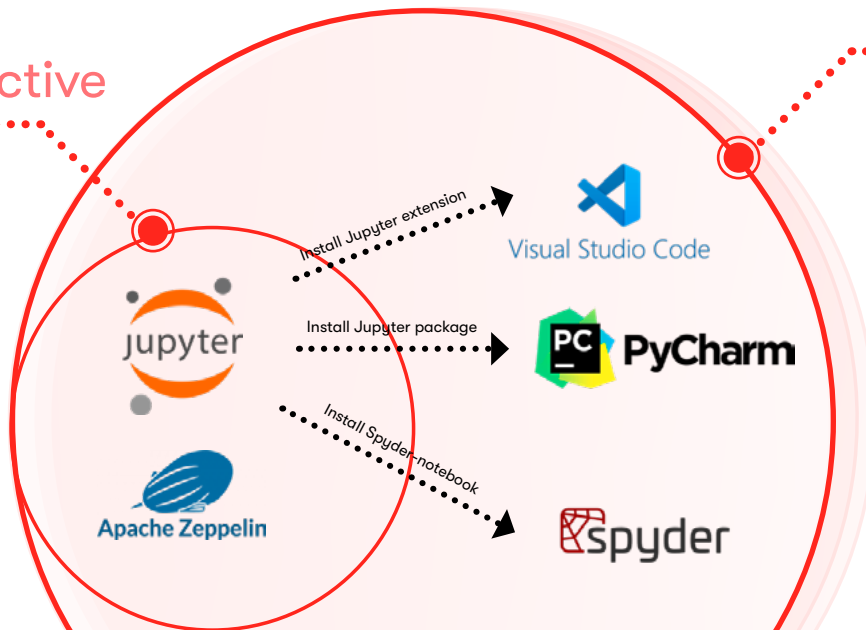 ctive
Install Jupyter extension
Visual Studio Code
jupyter
Install Jupyter package
PC
PyCharm
Install Spyder-notebook
Apache Zeppelin
spyder